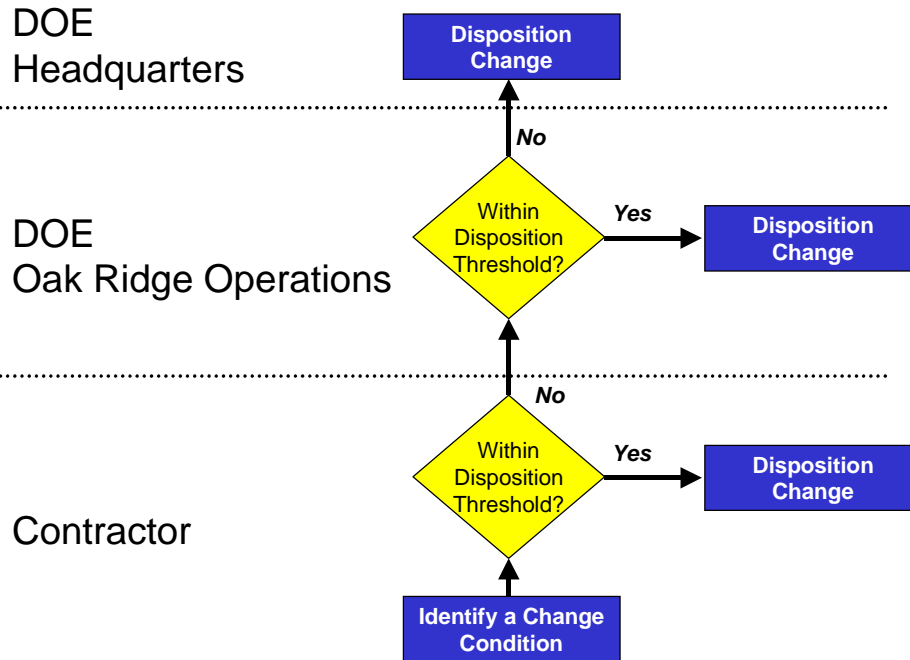 DOE
Headquarters
Disposition
Change
No
DOE
Oak Ridge Operations
Within
Disposition
Threshold?
Yes
Disposition
Change
No
Contractor
Within
Disposition
Threshold?
Yes
Disposition
Change
Identify a Change
Condition